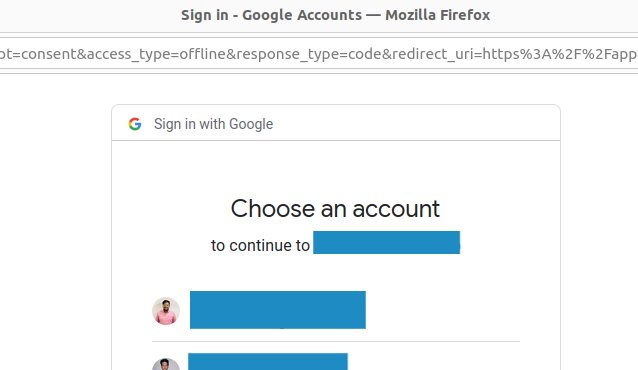 Sign in - Google Accounts — Mozilla Firefox
pt=consent&access_type=offline&response_type=code&redirect_uri=https%3A%2F%2Fapp
Sign in with Google
Choose an account
to continue to